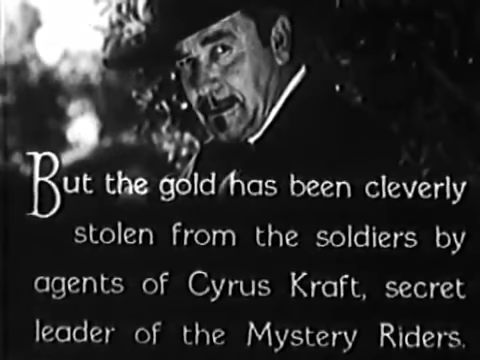 But the gold has been cleverly
stolen from the soldiers by
agents of Cyrus Kraft, secret
leader of the Mystery Riders.